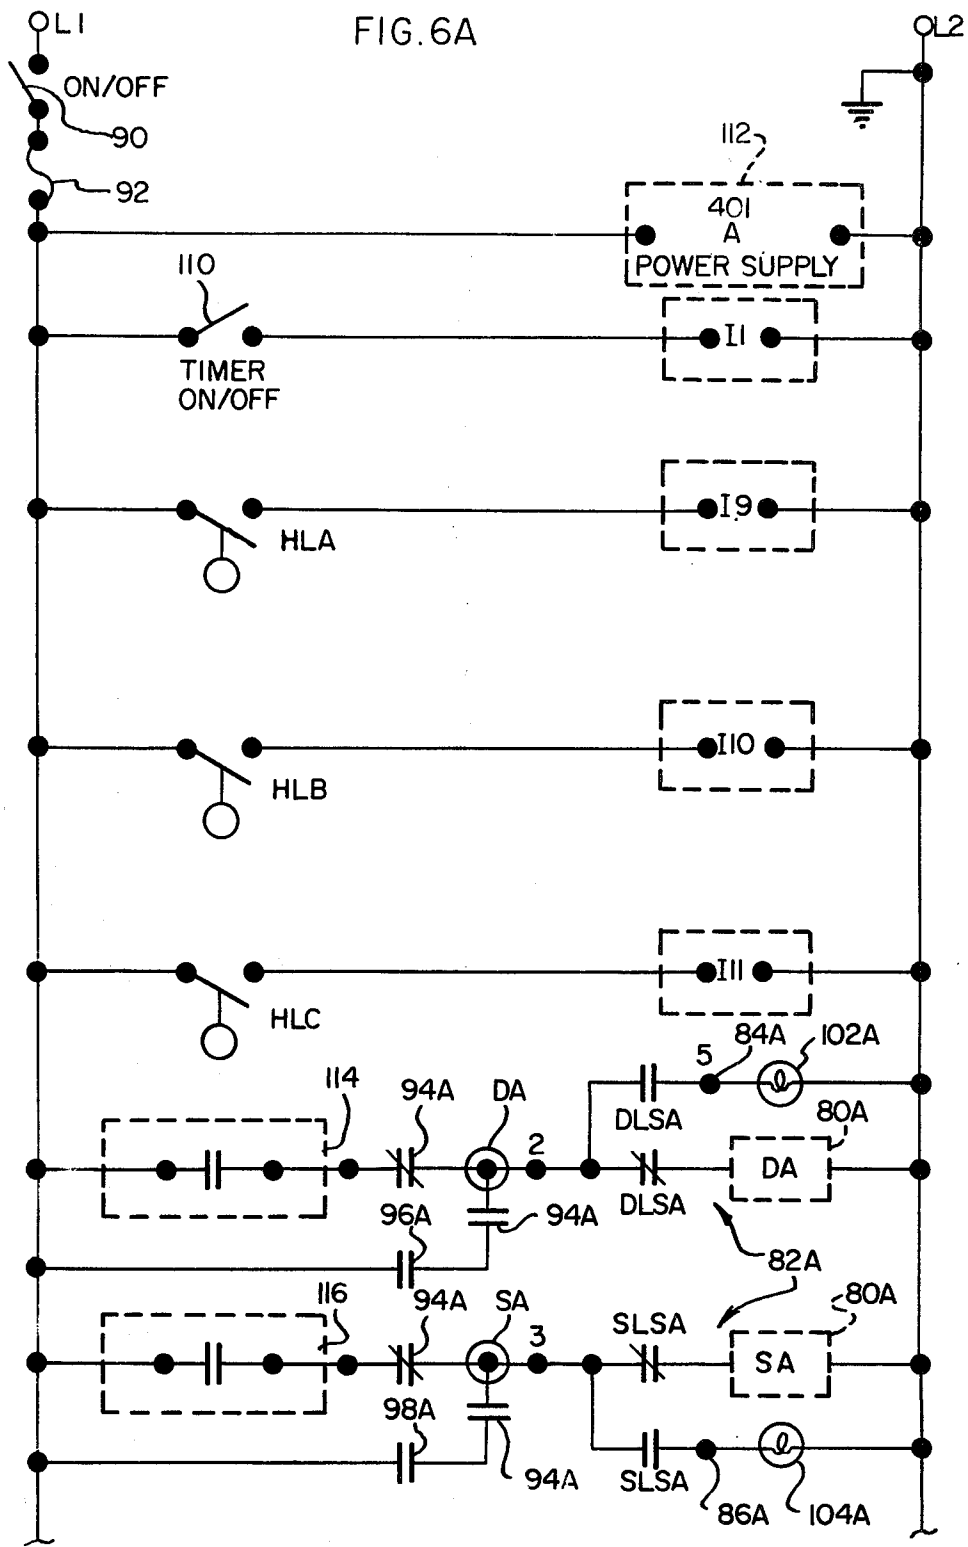 L1
FIG. 6A
L2
ON/OFF
90
112
92
401
A
POWER SUPPLY
110
I1
TIMER
ON/OFF
I9
HLA
I10
HLB
I11
HLC
84A
102A
5
114
94A
DA
DLSA
80A
2
DA
DLSA
96A
94A
82A
116
94A
SA
80A
3
SLSA
SA
98A
94A
SLSA
86A
104A